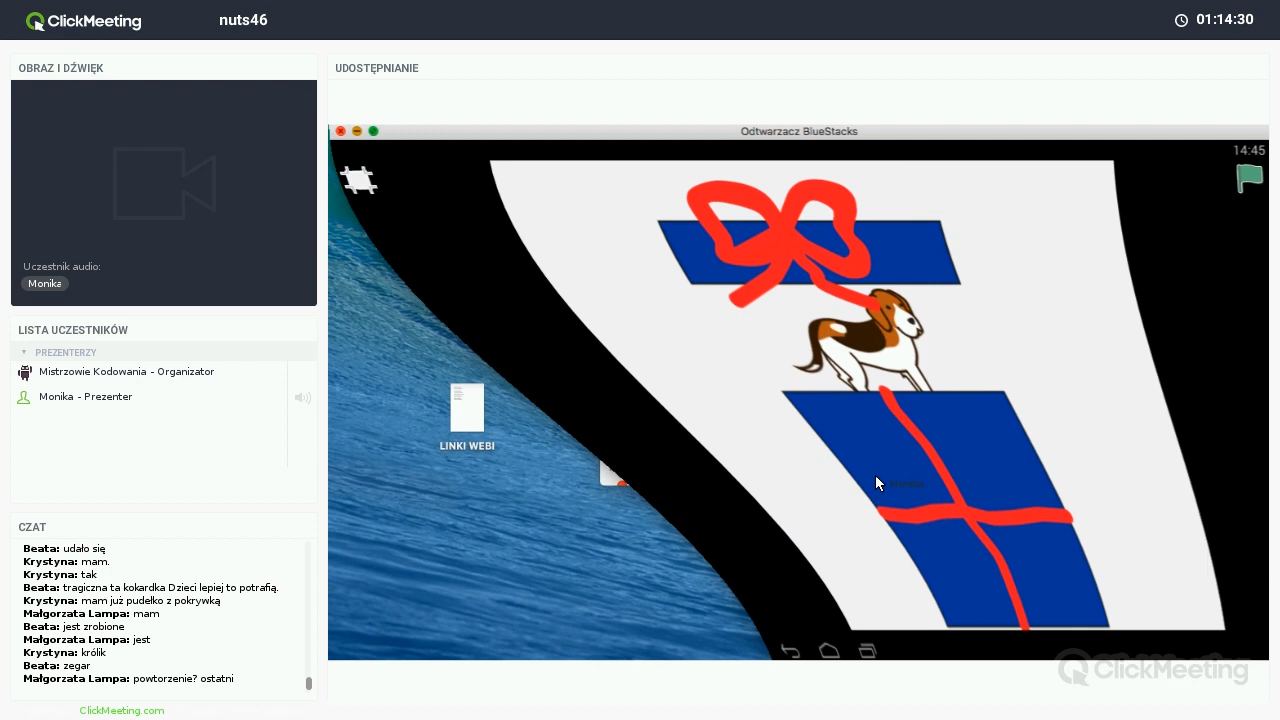 ClickMeeting
nuts46
01:14:30
OBRAZ I DŹWIĘK
Uczestnik audio:
Monika
LISTA UCZESTNIKÓW
PREZENTERZY
Mistrzowie Kodowania - Organizator
Monika - Prezenter
CZAT
Beata: udało się
Krystyna: mam.
Krystyna: tak
Beata: tragiczna ta kokardka Dzieci lepiej to potrafią.
Krystyna: mam już pudełko z pokrywką
Małgorzata Lampa: mam
Beata: jest zrobione
Małgorzata Lampa: jest
Krystyna: królik
Beata: zegar
Małgorzata Lampa: powtorzenie? ostatni
ClickMeeting.com
UDOSTĘPNIANIE
Odtwarzacz BlueStacks
14:45
LINKI WEBI
Monika
ClickMeeting